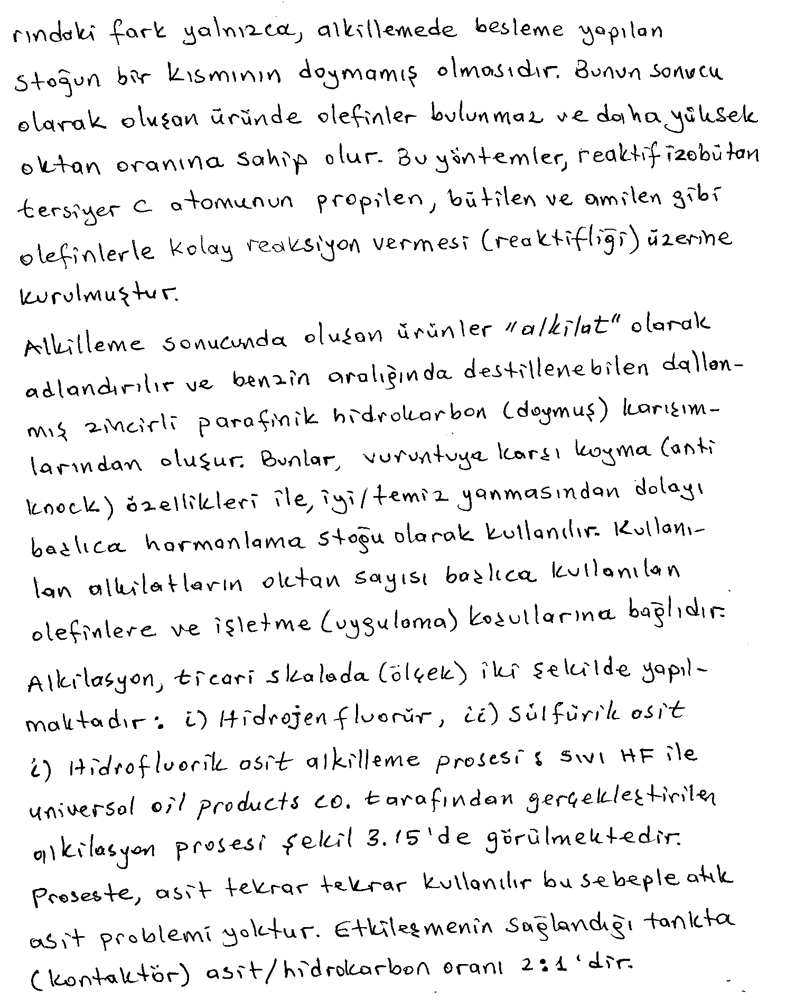 rındaki fark yalnızca, alkillemede besleme yapılan
stoğun bir kısmının doymamış olmasıdır. Bunun sonucu
olarak oluşan üründe olefinler bulunmaz ve daha yüksek
oktan oranına sahip olur. Bu yöntemler, reaktif izobütan
tersiyer C atomunun propilen, bütilen ve amilen gibi
olefinlerle kolay reaksiyon vermesi (reaktifliği) üzerine
kurulmuştur.
Alkilleme sonucunda oluşan ürünler "alkilat" olarak
adlandırılır ve benzin aralığında destillenebilen dallan-
mış zincirli parafinik hidrokarbon (doymuş) karışım-
larından oluşur. Bunlar, vuruntuya karşı koyma (anti
knock) özellikleri ile, iyi/temiz yanmasından dolayı
başlıca harmanlama stoğu olarak kullanılır. Kullanı-
lan alkilatların oktan sayısı başlıca kullanılan
olefinlere ve işletme (uygulama) koşullarına bağlıdır.
Alkilasyon, ticari skalada (ölçek) iki şekilde yapıl-
maktadır: i) Hidrojen fluorür, ii) Sülfürik asit
i) Hidrofluorik asit alkilleme prosesi: sıvı HF ile
universal oil products co. tarafından gerçekleştirilen
alkilasyon prosesi şekil 3.15'de görülmektedir.
Proseste, asit tekrar tekrar kullanılır bu sebeple atık
asit problemi yoktur. Etkileşmenin sağlandığı tankta
(kontaktör) asit/hidrokarbon oranı 2:1'dir.